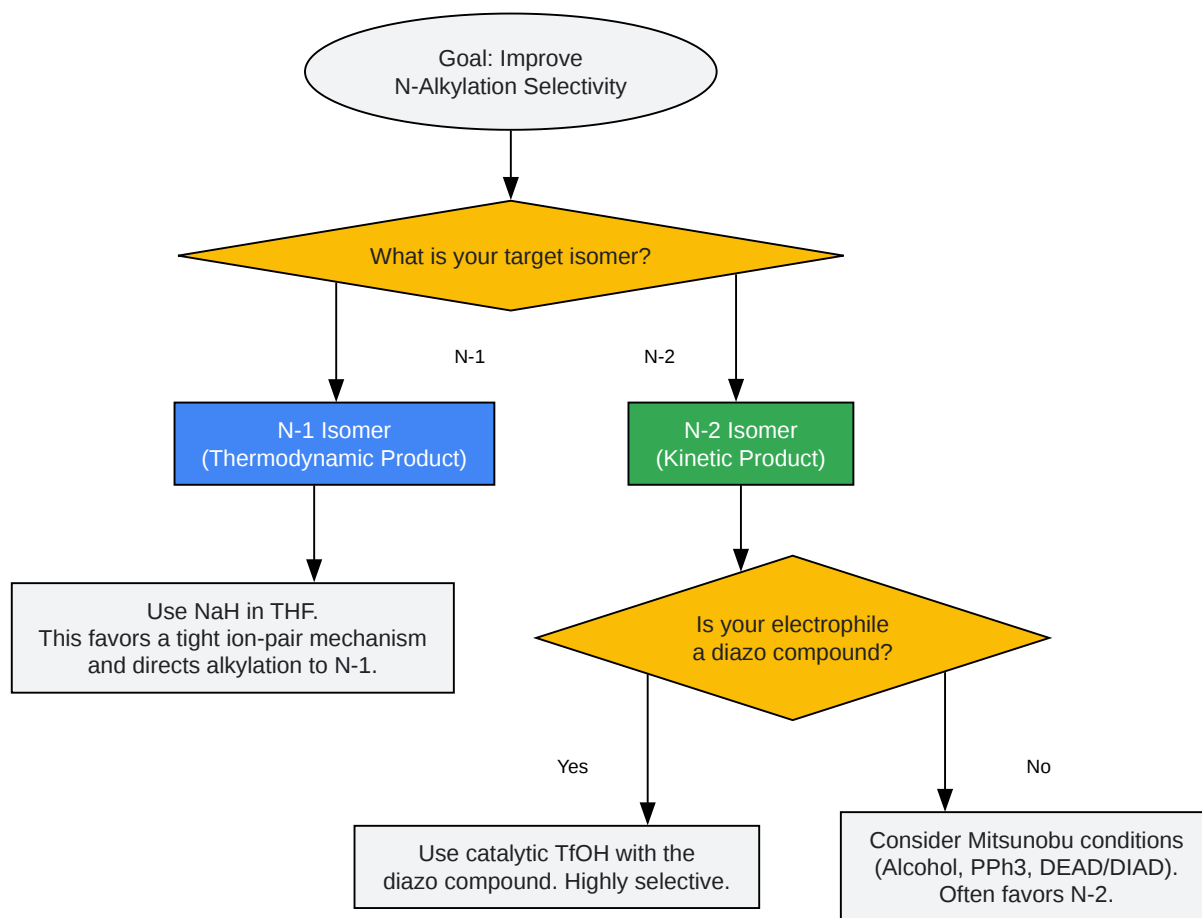 Goal: Improve
N-Alkylation Selectivity
What is your target isomer?
N-1
N-2
N-1 Isomer
(Thermodynamic Product)
N-2 Isomer
(Kinetic Product)
Use NaH in THF.
This favors a tight ion-pair mechanism
and directs alkylation to N-1.
Is your electrophile
a diazo compound?
Yes
No
Use catalytic TfOH with the
diazo compound. Highly selective.
Consider Mitsunobu conditions
(Alcohol, PPh3, DEAD/DIAD).
Often favors N-2.